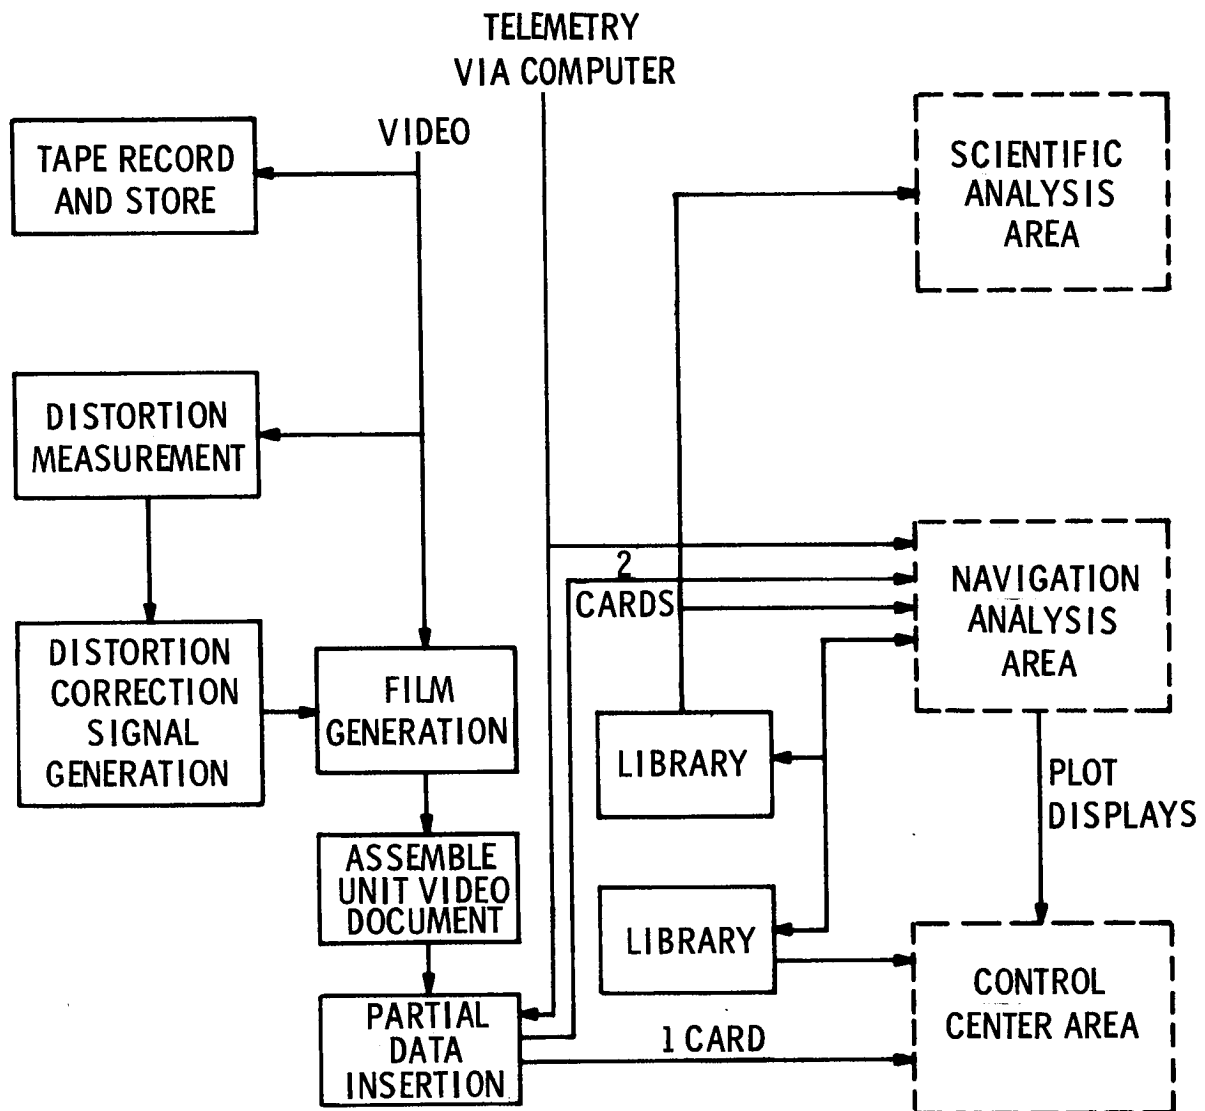 TELEMETRY
VIA COMPUTER
VIDEO
TAPE RECORD
AND STORE
SCIENTIFIC
ANALYSIS
AREA
DISTORTION
MEASUREMENT
2
CARDS
NAVIGATION
ANALYSIS
AREA
DISTORTION
CORRECTION
SIGNAL
GENERATION
FILM
GENERATION
LIBRARY
PLOT
DISPLAYS
ASSEMBLE
UNIT VIDEO
DOCUMENT
LIBRARY
CONTROL
CENTER AREA
PARTIAL
DATA
INSERTION
1 CARD